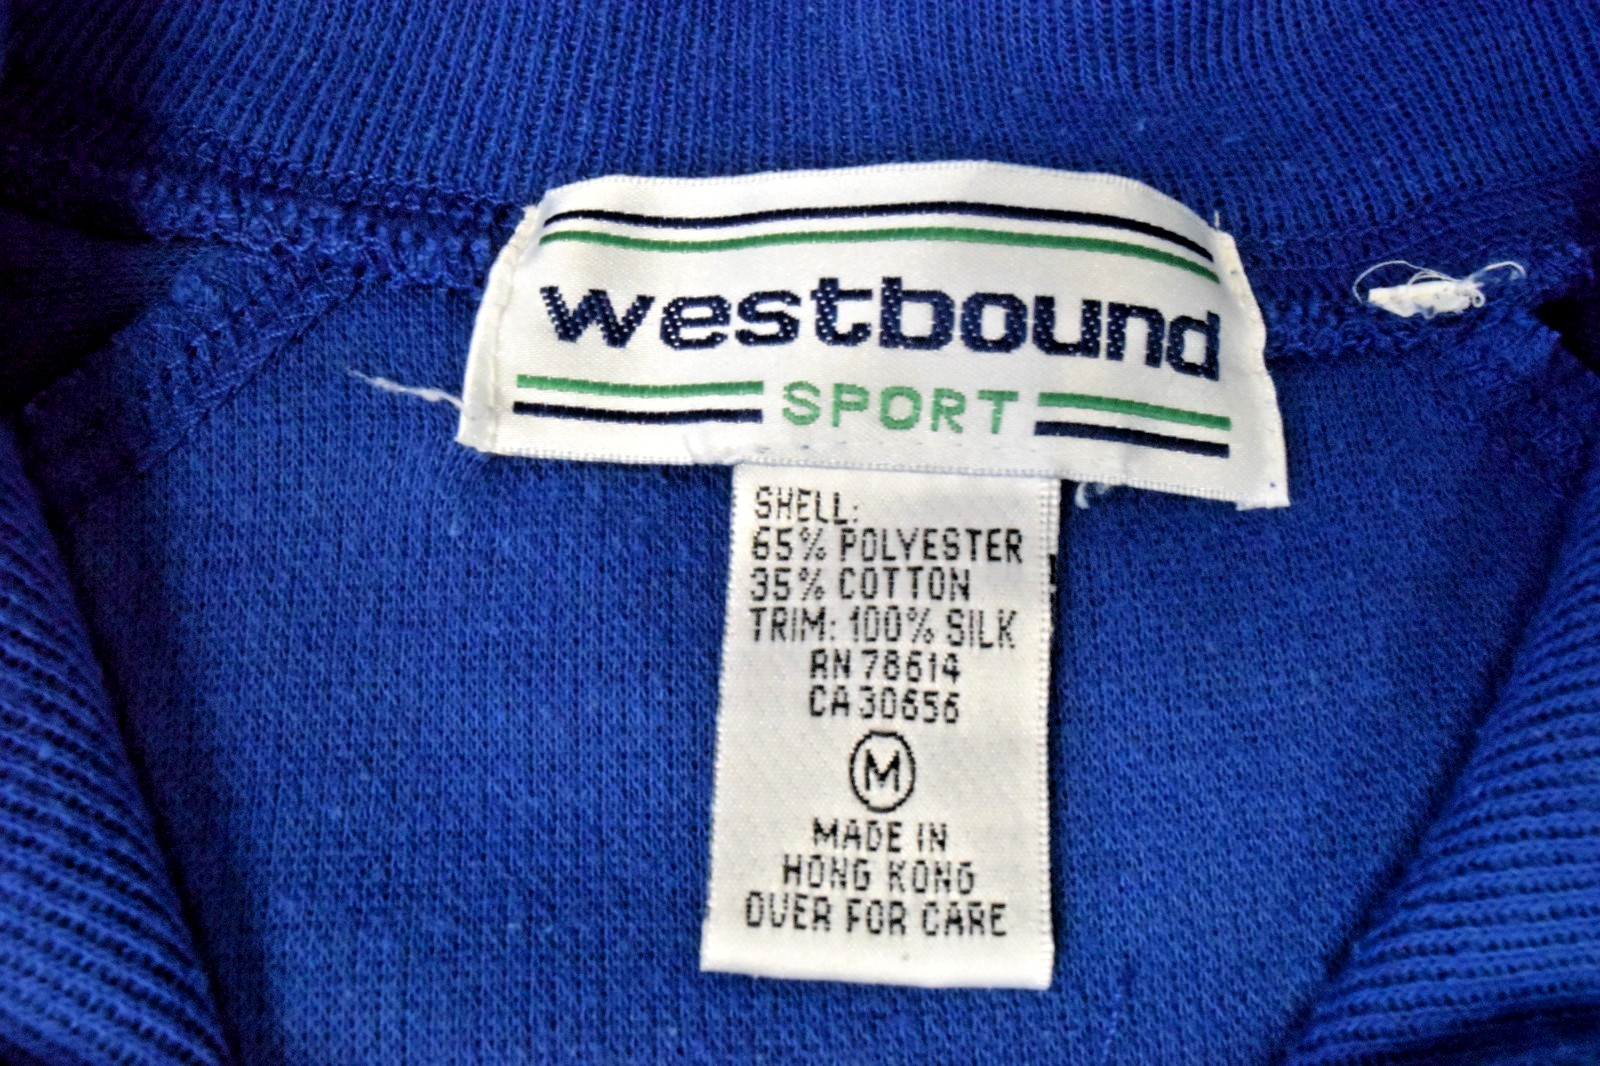 westbound
SPORT
SHELL:
65% POLYESTER
35% COTTON
TRIM: 100% SILK
RN 78614
CA 30656
M
MADE IN
HONG KONG
OVER FOR CARE